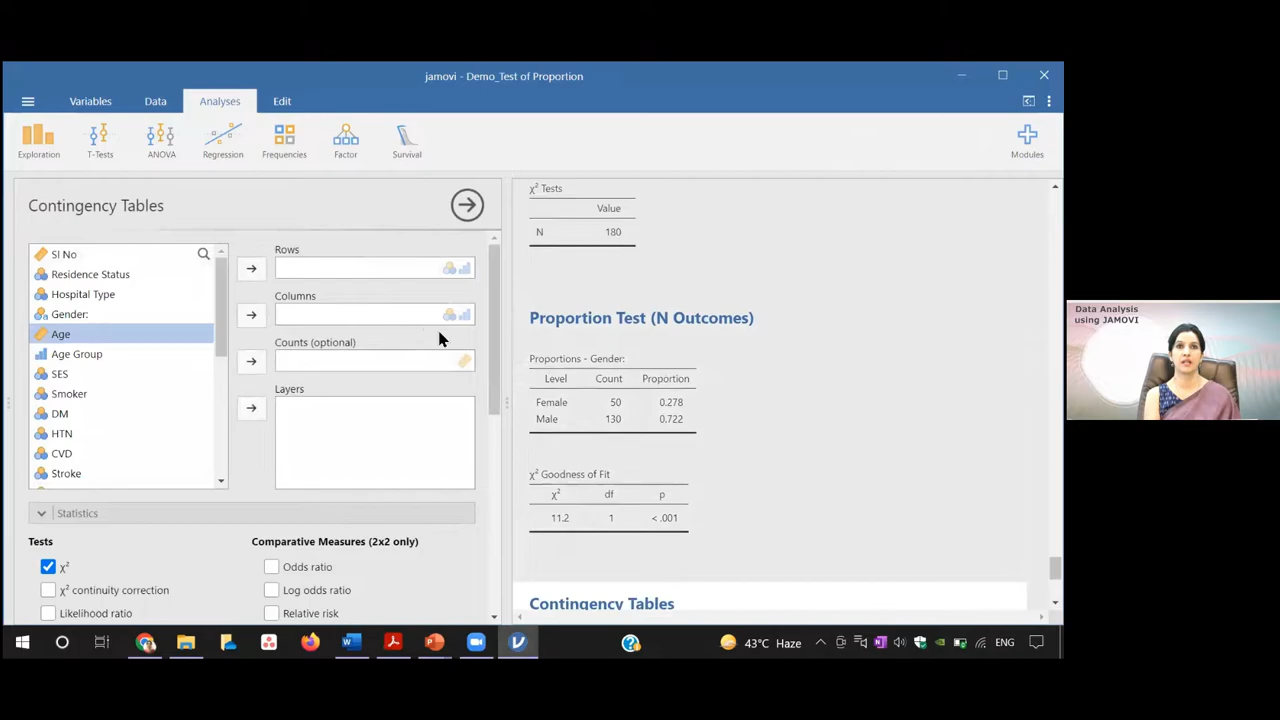 jamovi - Demo_Test of Proportion
Variables
Data
Analyses
Edit
Exploration
T-Tests
ANOVA
Regression
Frequencies
Factor
Survival
Modules
Contingency Tables
SI No
Residence Status
Hospital Type
Gender:
Age
Age Group
SES
Smoker
DM
HTN
CVD
Stroke
Rows
Columns
Counts (optional)
Layers
Statistics
Tests
χ²
χ² continuity correction
Likelihood ratio
Comparative Measures (2x2 only)
Odds ratio
Log odds ratio
Relative risk
χ² Tests
Value
N 180
Proportion Test (N Outcomes)
Proportions - Gender:
Level Count Proportion
Female 50 0.278
Male 130 0.722
χ² Goodness of Fit
χ² df p
11.2 1 < .001
Contingency Tables
Data Analysis
using JAMOVI
43°C Haze
ENG